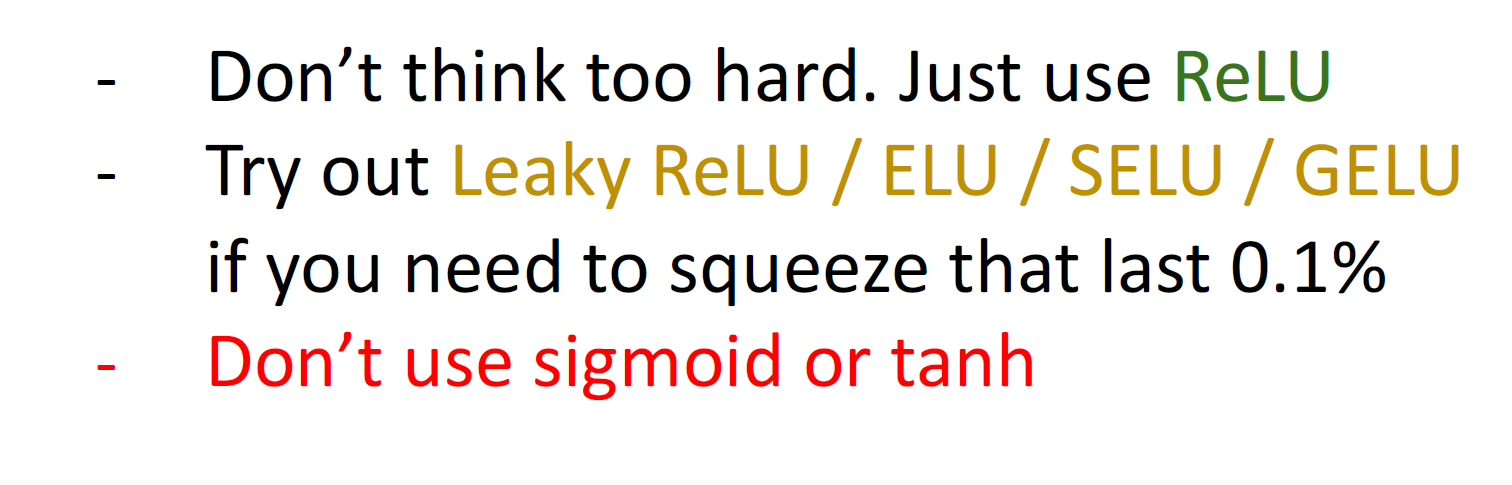 - Don’t think too hard. Just use ReLU
- Try out Leaky ReLU / ELU / SELU / GELU
if you need to squeeze that last 0.1%
- Don’t use sigmoid or tanh